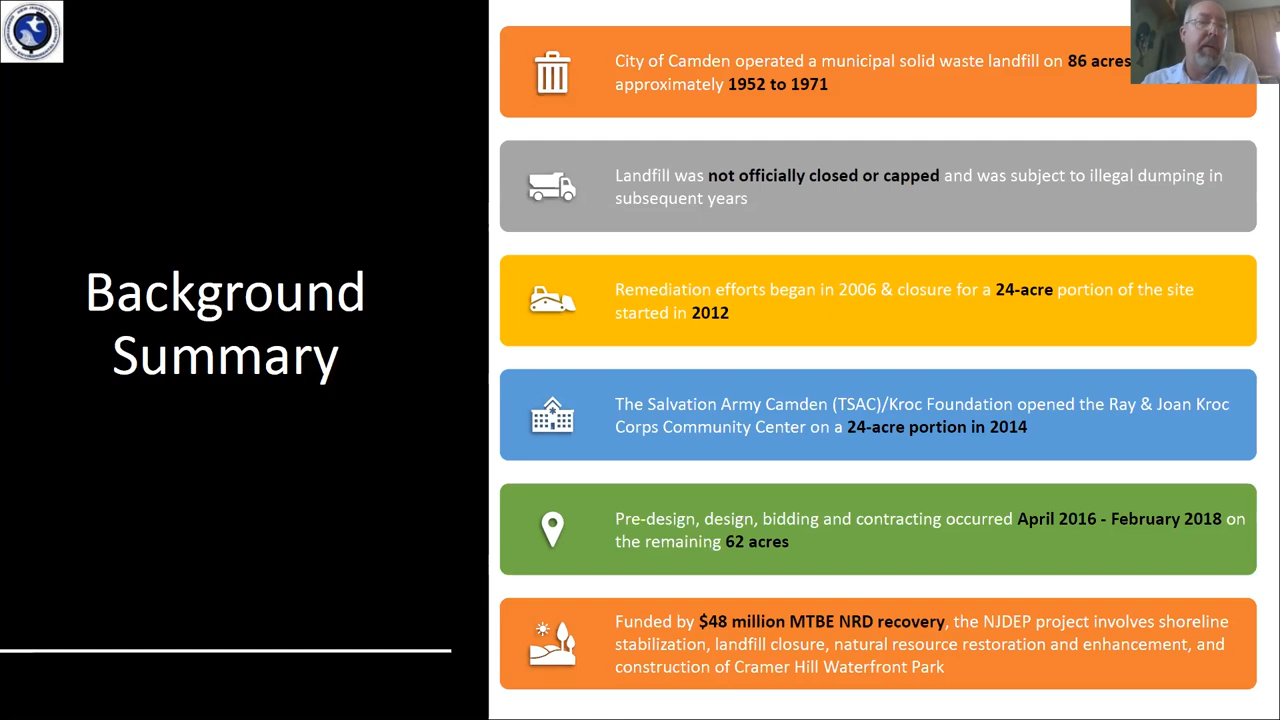 Background
Summary
City of Camden operated a municipal solid waste landfill on 86 acres
approximately 1952 to 1971
Landfill was not officially closed or capped and was subject to illegal dumping in
subsequent years
Remediation efforts began in 2006 & closure for a 24-acre portion of the site
started in 2012
The Salvation Army Camden (TSAC)/Kroc Foundation opened the Ray & Joan Kroc
Corps Community Center on a 24-acre portion in 2014
Pre-design, design, bidding and contracting occurred April 2016 - February 2018 on
the remaining 62 acres
Funded by $48 million MTBE NRD recovery, the NJDEP project involves shoreline
stabilization, landfill closure, natural resource restoration and enhancement, and
construction of Cramer Hill Waterfront Park